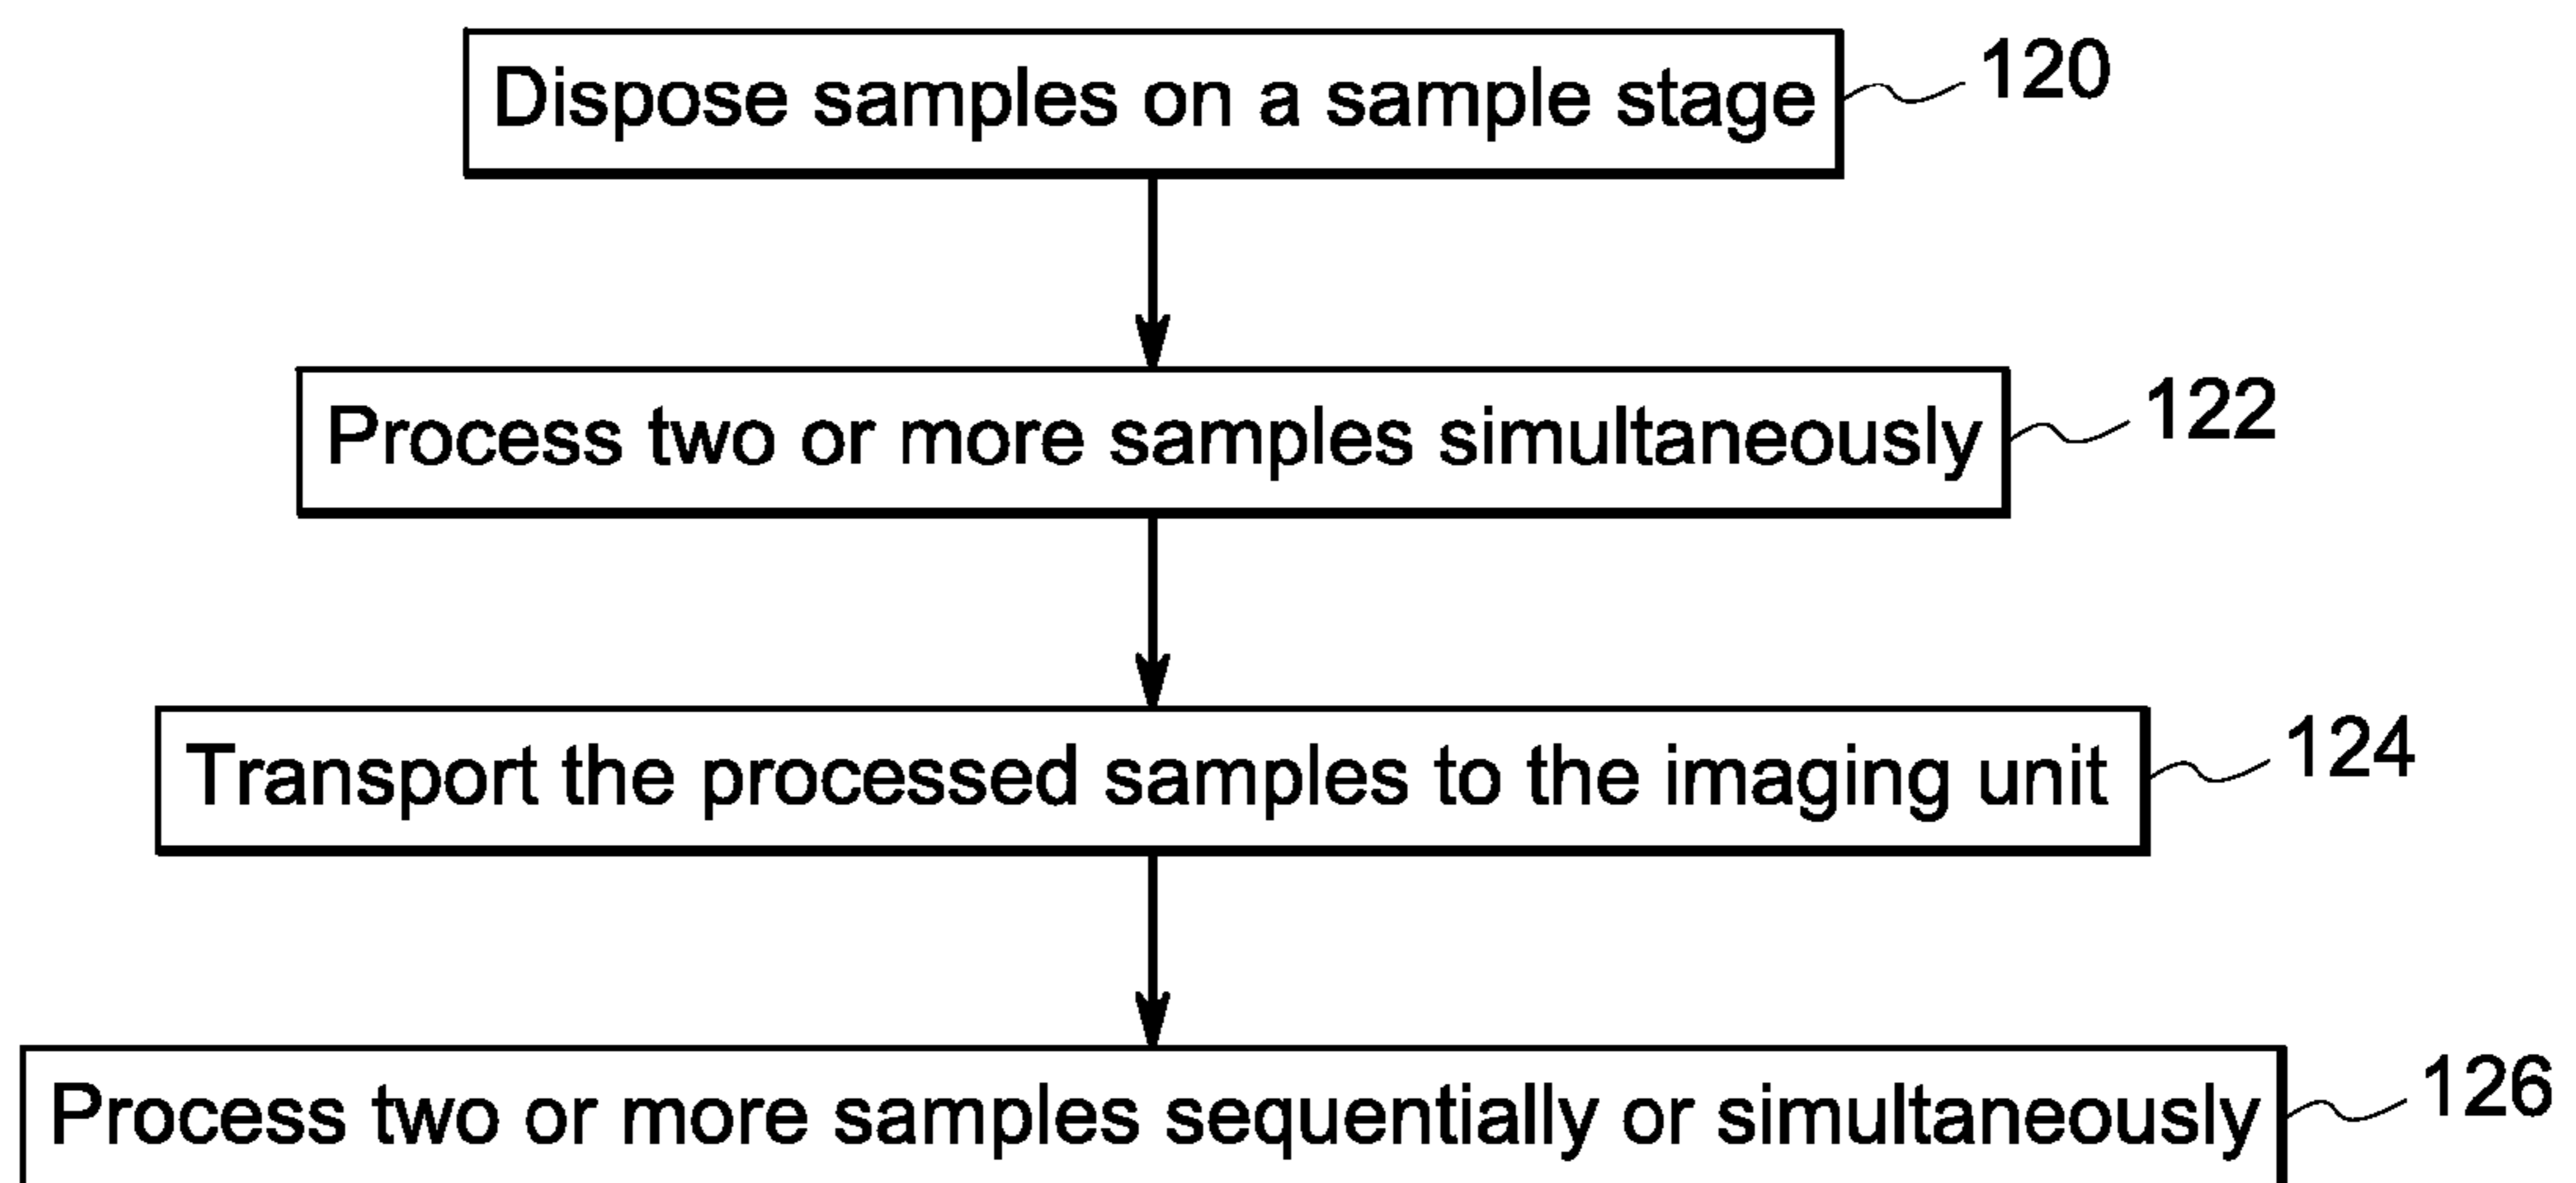 Dispose samples on a sample stage 120
Process two or more samples simultaneously 122
Transport the processed samples to the imaging unit 124
Process two or more samples sequentially or simultaneously 126